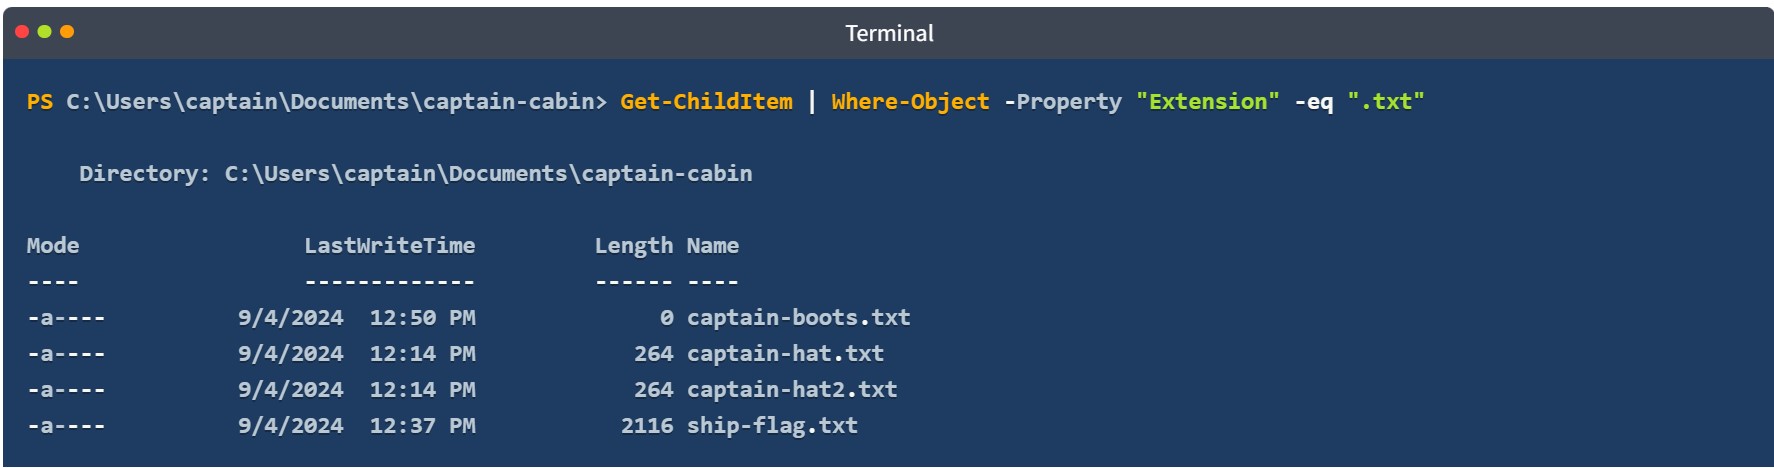 Terminal
PS C:\Users\captain\Documents\captain-cabin> Get-ChildItem | Where-Object -Property "Extension" -eq ".txt"
Directory: C:\Users\captain\Documents\captain-cabin
Mode                 LastWriteTime         Length Name
----                 -------------         ------ ----
-a----          9/4/2024  12:50 PM              0 captain-boots.txt
-a----          9/4/2024  12:14 PM            264 captain-hat.txt
-a----          9/4/2024  12:14 PM            264 captain-hat2.txt
-a----          9/4/2024  12:37 PM           2116 ship-flag.txt